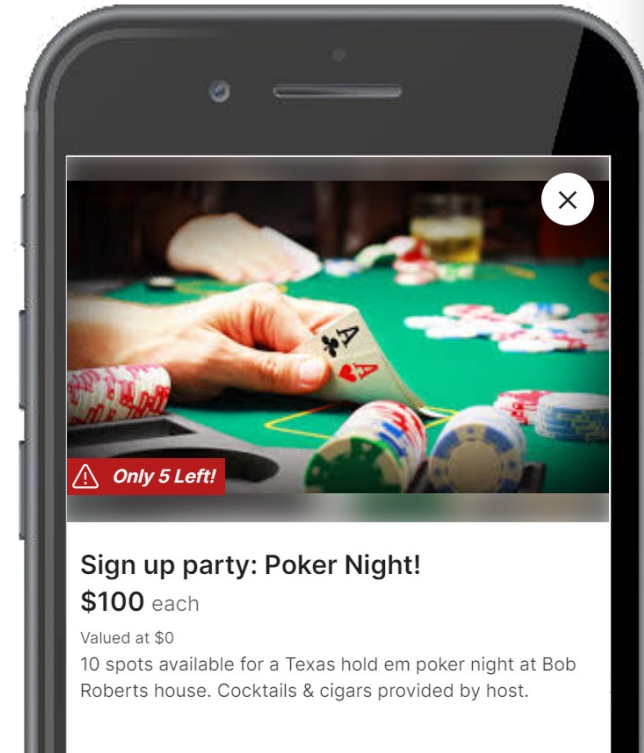 A
A
Only 5 Left!
Sign up party: Poker Night!
$100 each
Valued at $0
10 spots available for a Texas hold em poker night at Bob
Roberts house. Cocktails & cigars provided by host.